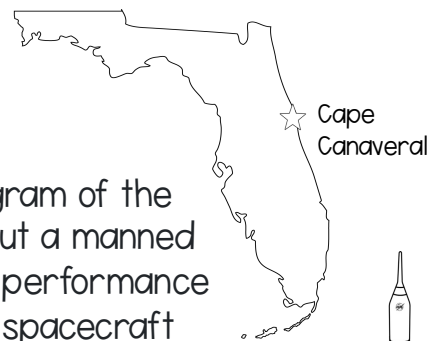 Cape
Canaveral
gram of the
ut a manned
performance
spacecraft